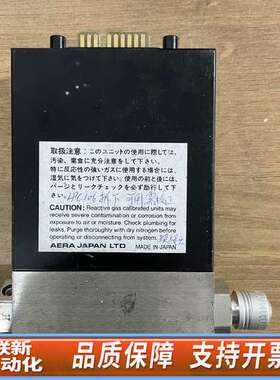 取扱注意：このユニットの使用に際しては、
汚染、腐食に充分注意をして下さい。
特に反応性の強いガスに使用する場合には、
湿気に気をつけて下さい。使用の前と後には、
パージとリークチェックを必ず励行して下
さい。
CAUTION: Reactive gas calibrated units may
receive severe contamination or corrosion from
exposure to air or moisture. Check plumbing for
leaks. Purge thoroughly with dry nitrogen before
operating or disconnecting from system.
AERA JAPAN LTD MADE IN JAPAN
联新
动化
品质保障
支持开票